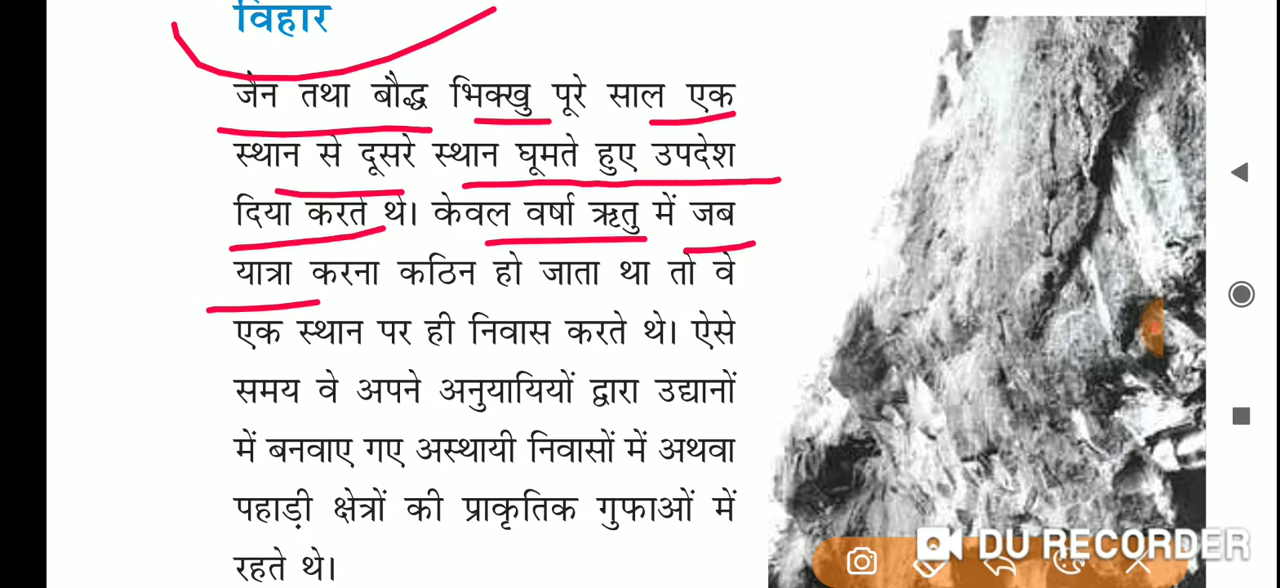 विहार
जैन तथा बौद्ध भिक्खु पूरे साल एक
स्थान से दूसरे स्थान घूमते हुए उपदेश
दिया करते थे। केवल वर्षा ऋतु में जब
यात्रा करना कठिन हो जाता था तो वे
एक स्थान पर ही निवास करते थे। ऐसे
समय वे अपने अनुयायियों द्वारा उद्यानों
में बनवाए गए अस्थायी निवासों में अथवा
पहाड़ी क्षेत्रों की प्राकृतिक गुफाओं में
रहते थे।
DU RECORDER